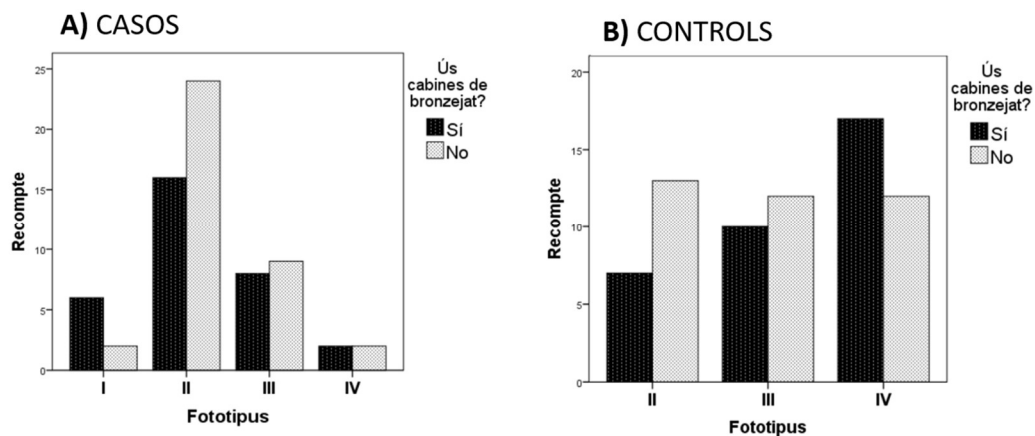 A) CASOS
Ús
cabines de
bronzejat?
Sí
No
Recompte
25
20
15
10
5
0
I
II
III
IV
Fototipus
B) CONTROLS
Ús
cabines de
bronzejat?
Sí
No
Recompte
20
15
10
5
0
II
III
IV
Fototipus